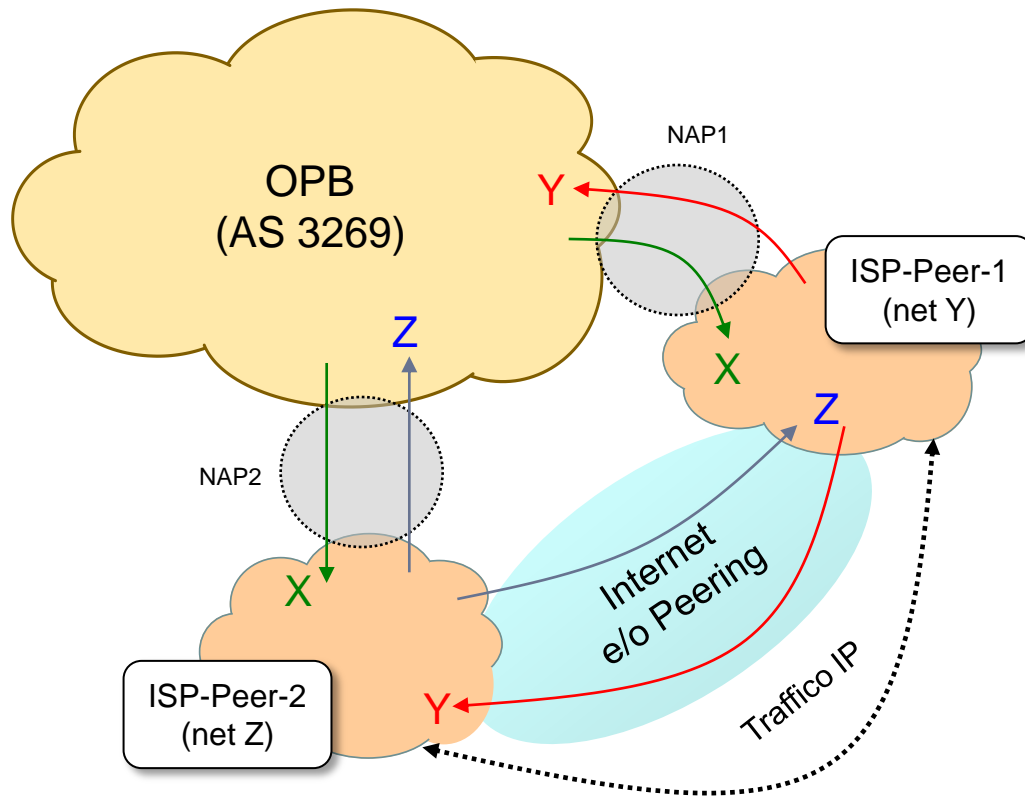 NAP1
OPB
(AS 3269)
Y
ISP-Peer-1
(net Y)
Z
X
Z
NAP2
Internet
e/o Peering
X
Traffico IP
ISP-Peer-2
(net Z)
Y